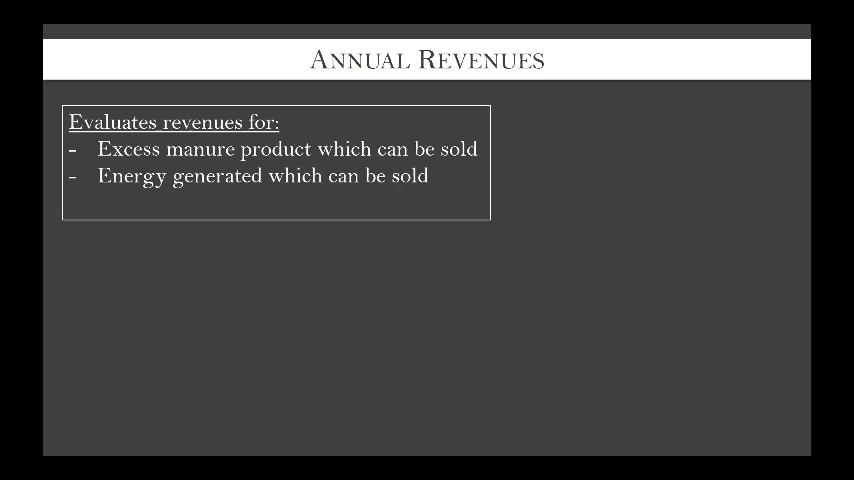 ANNUAL REVENUES
Evaluates revenues for:
- Excess manure product which can be sold
- Energy generated which can be sold